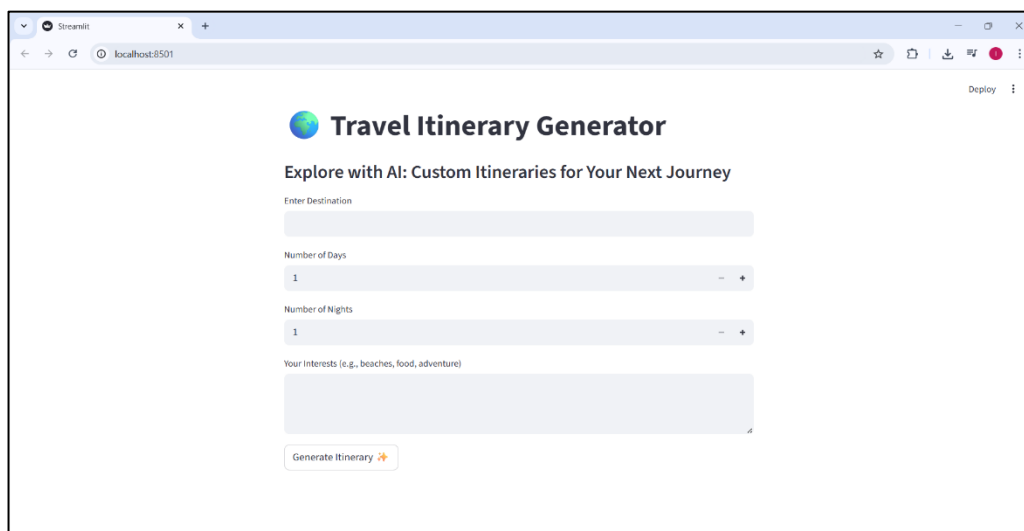 Streamlit
localhost:8501
Deploy
Travel Itinerary Generator
Explore with AI: Custom Itineraries for Your Next Journey
Enter Destination
Number of Days
1
Number of Nights
1
Your Interests (e.g., beaches, food, adventure)
Generate Itinerary ✨